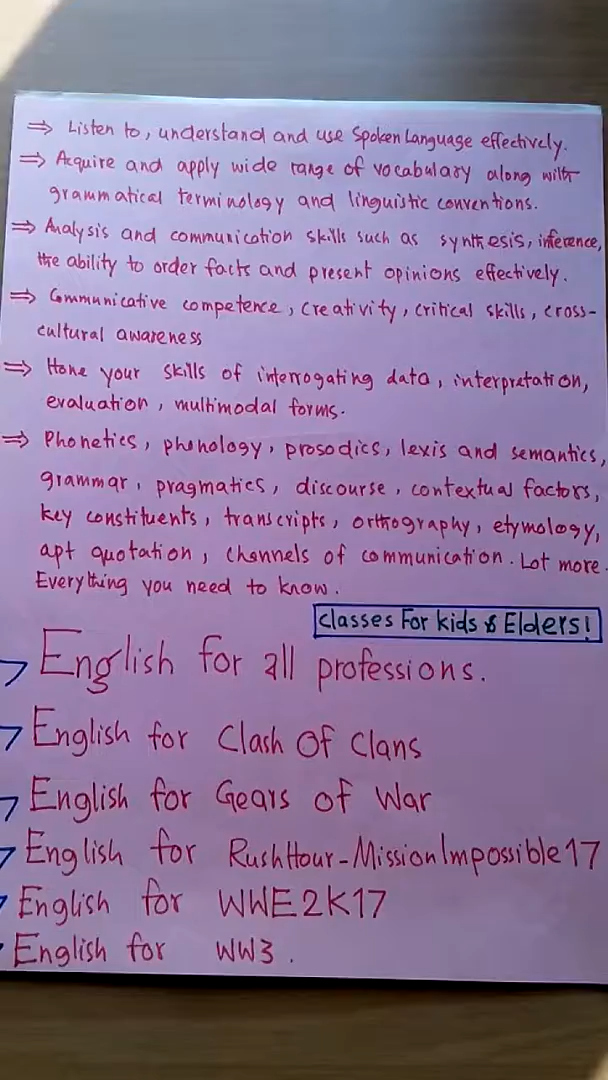 ⇒ Listen to, understand and use Spoken Language effectively.
⇒ Acquire and apply wide range of vocabulary along with
grammatical terminology and linguistic conventions.
⇒ Analysis and communication skills such as synthesis, inference,
the ability to order facts and present opinions effectively.
⇒ Communicative competence, creativity, critical skills, cross-
cultural awareness
⇒ Hone your skills of interrogating data, interpretation,
evaluation, multimodal forms.
⇒ Phonetics, phonology, prosodics, lexis and semantics,
grammar, pragmatics, discourse, contextual factors,
key constituents, transcripts, orthography, etymology,
apt quotation, channels of communication. Lot more.
Everything you need to know.
Classes For kids & Elders!
English for all professions.
English for Clash Of Clans
English for Gears of War
English for RushHour-MissionImpossible17
English for WWE2K17
English for WW3.